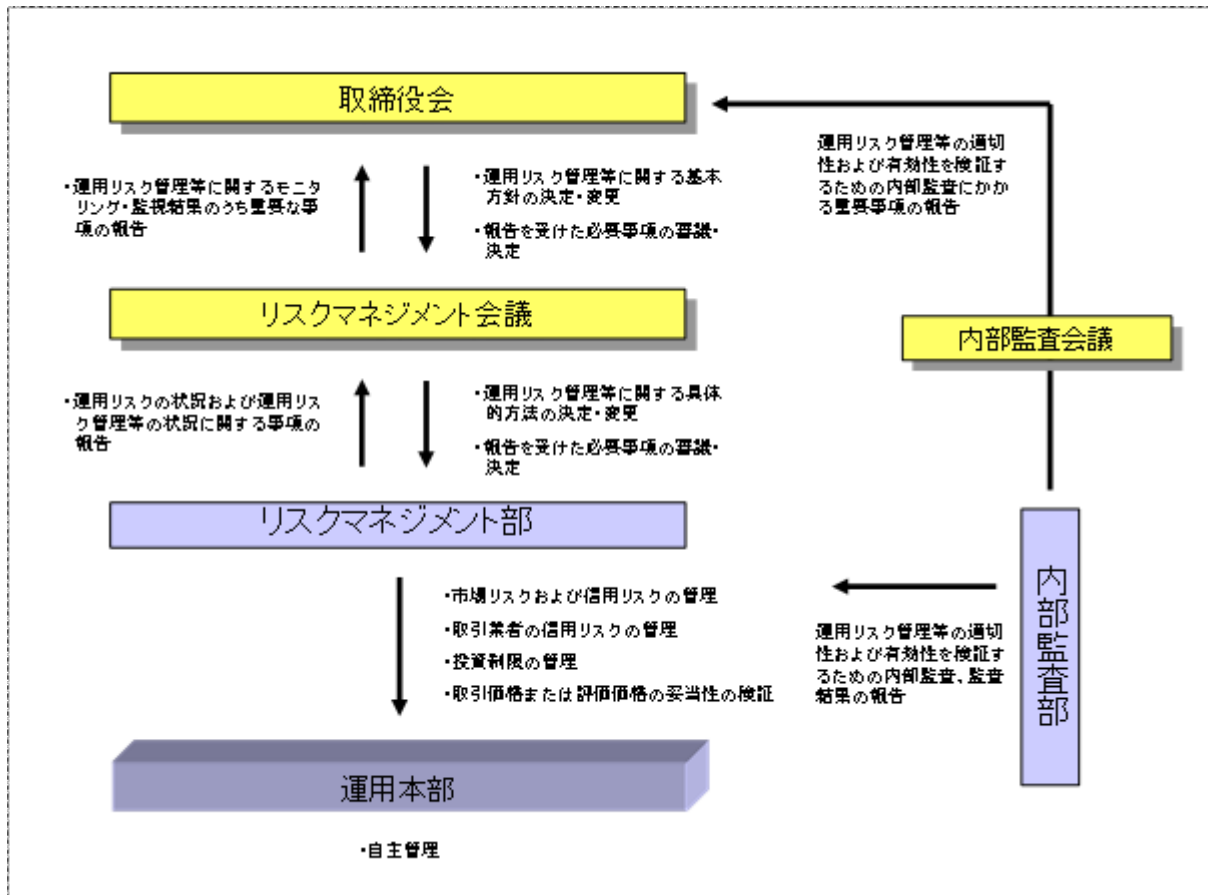 取締役会
・運用リスク管理等に関するモニ
タリング・監視結果のうち重要な事
項の報告
・運用リスク管理等に関する基本
方針の決定・変更
・報告を受けた必要事項の審議・
決定
運用リスク管理等の適切
性および有効性を検証す
るための内部監査にかか
る重要事項の報告
リスクマネジメント会議
内部監査会議
・運用リスクの状況および運用リス
ク管理等の状況に関する事項の
報告
・運用リスク管理等に関する具体
的方法の決定・変更
・報告を受けた必要事項の審議・
決定
リスクマネジメント部
・市場リスクおよび信用リスクの管理
・取引業者の信用リスクの管理
・投資制限の管理
・取引価格または評価価格の妥当性の検証
運用リスク管理等の適切
性および有効性を検証す
るための内部監査、監査
結果の報告
内部監査部
運用本部
・自主管理